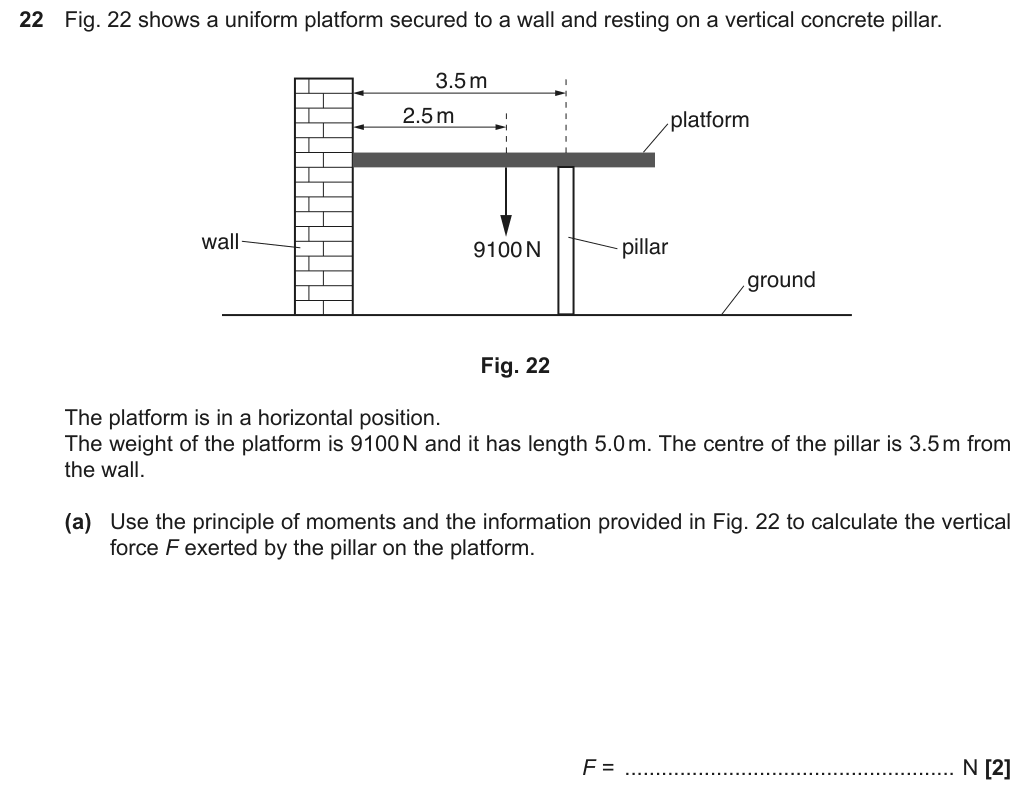 22 Fig. 22 shows a uniform platform secured to a wall and resting on a vertical concrete pillar.
3.5 m
2.5 m
platform
wall
9100 N
pillar
ground
Fig. 22
The platform is in a horizontal position.
The weight of the platform is 9100 N and it has length 5.0 m. The centre of the pillar is 3.5 m from
the wall.
(a) Use the principle of moments and the information provided in Fig. 22 to calculate the vertical
force F exerted by the pillar on the platform.
F = ...................................................... N [2]